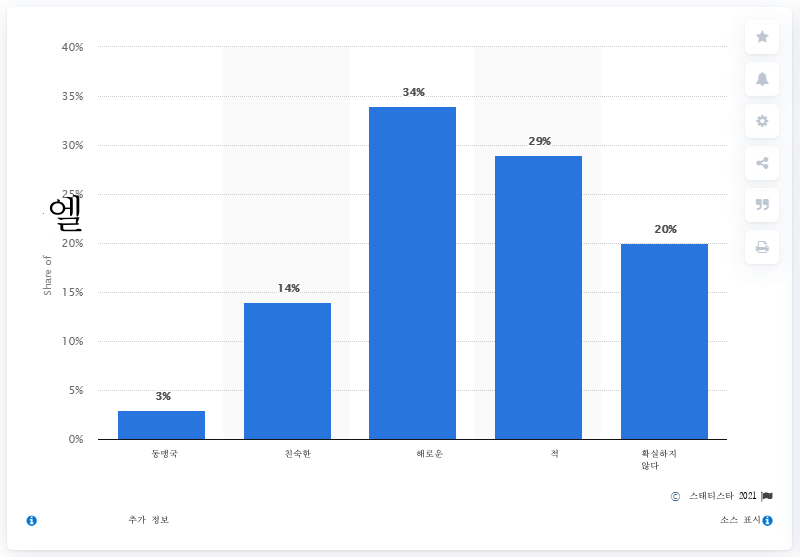 40%
35%
34%
30%
29%
25%
엘
20%
20%
Share of
15%
14%
10%
5%
3%
0%
동맹국
친숙한
해로운
적
확실하지
않다
© 스태티스타 2021
추가 정보
소스 표시